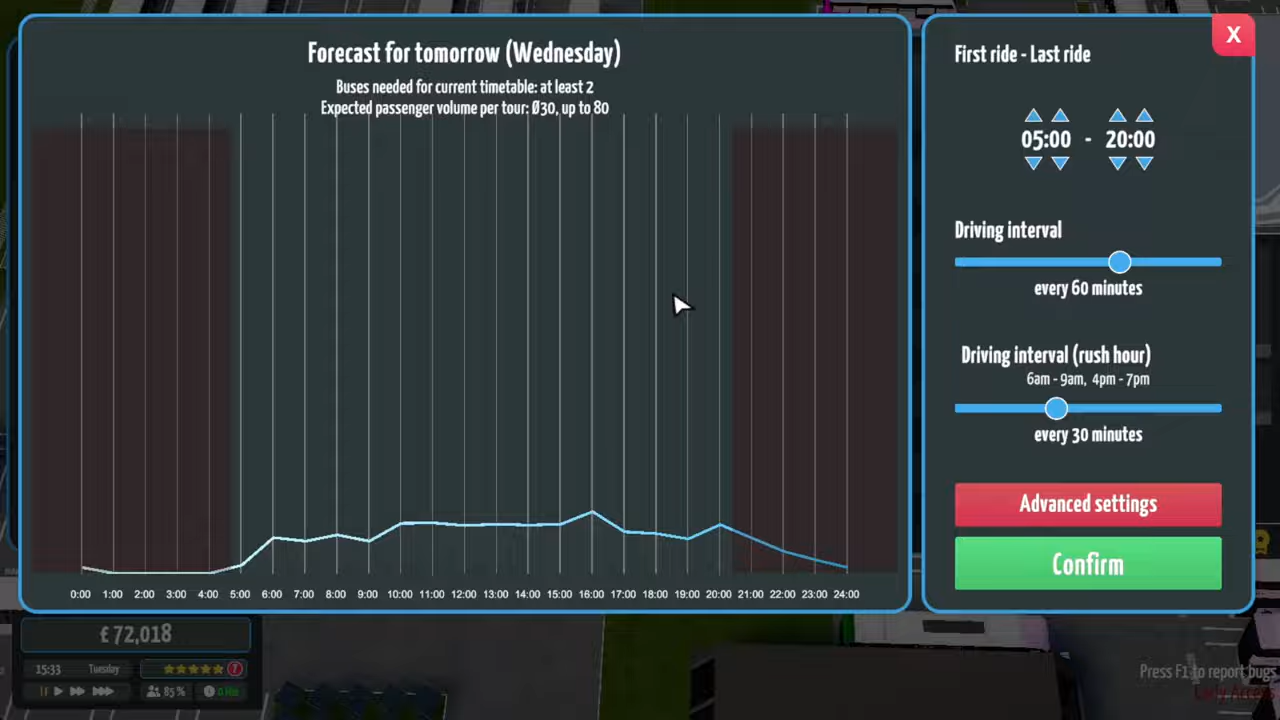 Forecast for tomorrow (Wednesday)
Buses needed for current timetable: at least 2
Expected passenger volume per tour: Ø30, up to 80
0:00 1:00 2:00 3:00 4:00 5:00 6:00 7:00 8:00 9:00 10:00 11:00 12:00 13:00 14:00 15:00 16:00 17:00 18:00 19:00 20:00 21:00 22:00 23:00 24:00
X
First ride - Last ride
05:00 - 20:00
Driving interval
every 60 minutes
Driving interval (rush hour)
6am - 9am, 4pm - 7pm
every 30 minutes
Advanced settings
Confirm
£ 72,018
15:33 Tuesday
85 %
Press F1 to report bugs
Early Access